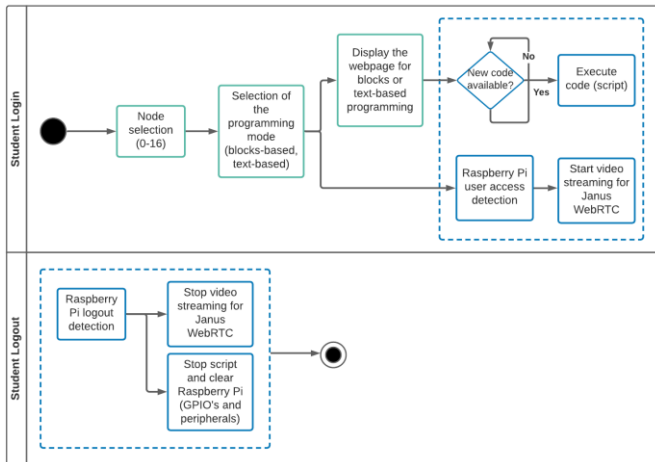 Student Login
Node
selection
(0-16)
Selection of
the
programming
mode
(blocks-based,
text-based)
Display the
webpage for
blocks or
text-based
programming
New code
available?
No
Yes
Execute
code (script)
Raspberry Pi
user access
detection
Start video
streaming for
Janus
WebRTC
Student Logout
Raspberry
Pi logout
detection
Stop video
streaming for
Janus
WebRTC
Stop script
and clear
Raspberry Pi
(GPIO's and
peripherals)